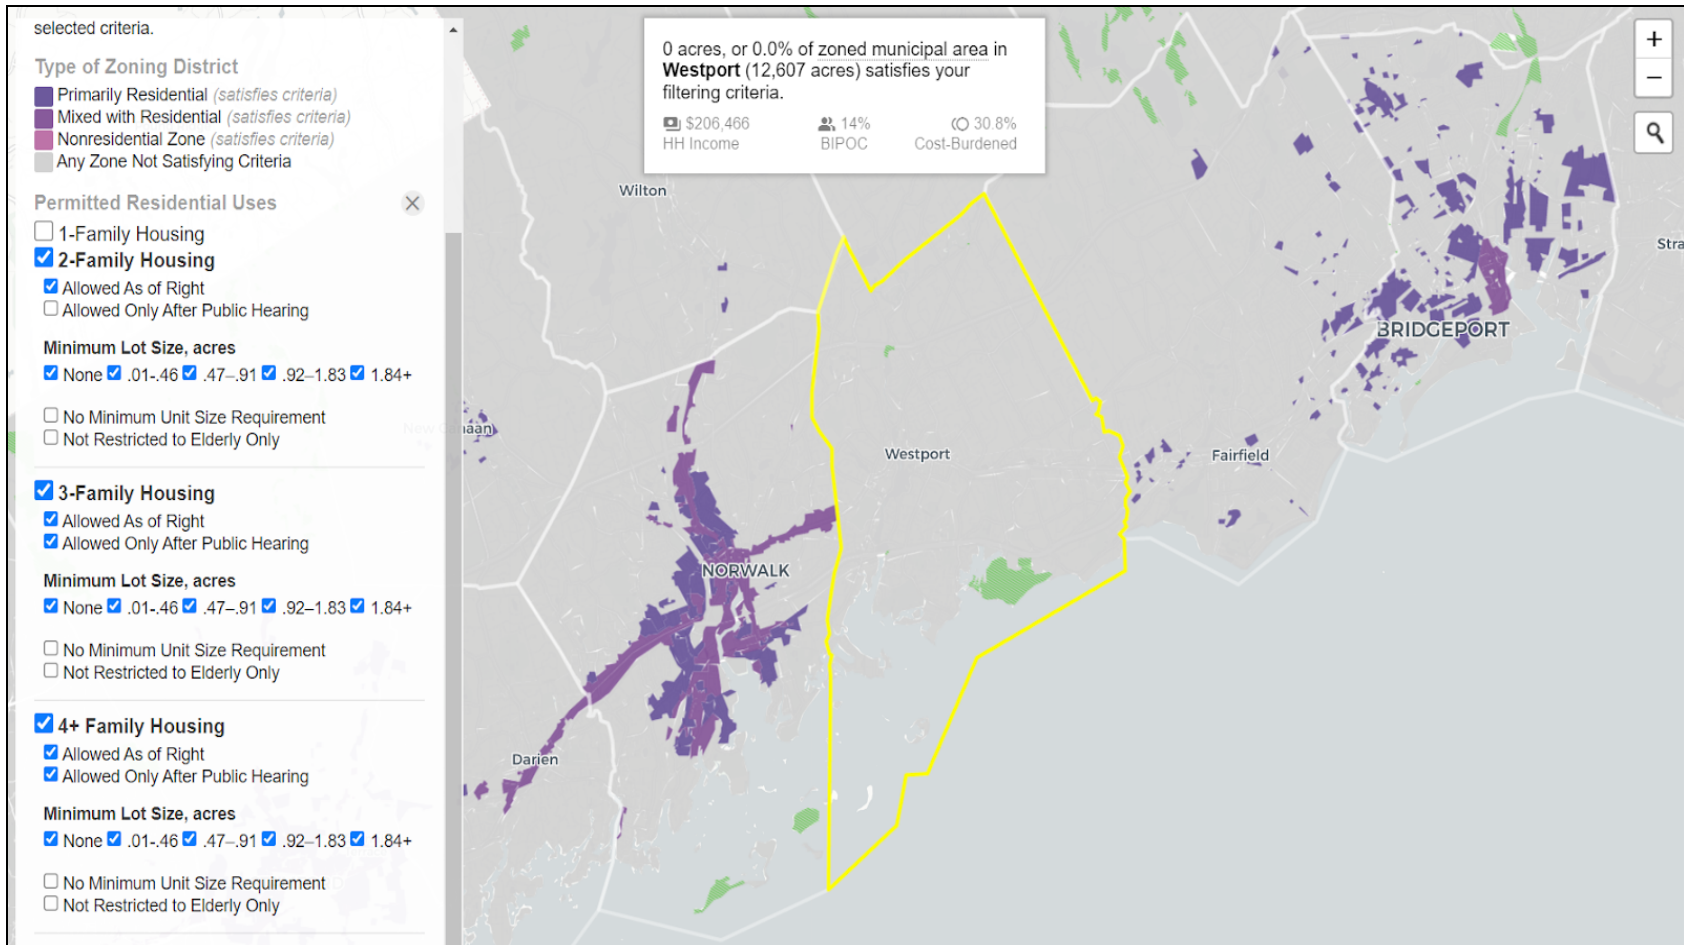 selected criteria.
Type of Zoning District
Primarily Residential (satisfies criteria)
Mixed with Residential (satisfies criteria)
Nonresidential Zone (satisfies criteria)
Any Zone Not Satisfying Criteria
Permitted Residential Uses
1-Family Housing
2-Family Housing
Allowed As of Right
Allowed Only After Public Hearing
Minimum Lot Size, acres
None .01-.46 .47–.91 .92–1.83 1.84+
No Minimum Unit Size Requirement
Not Restricted to Elderly Only
3-Family Housing
Allowed As of Right
Allowed Only After Public Hearing
Minimum Lot Size, acres
None .01-.46 .47–.91 .92–1.83 1.84+
No Minimum Unit Size Requirement
Not Restricted to Elderly Only
4+ Family Housing
Allowed As of Right
Allowed Only After Public Hearing
Minimum Lot Size, acres
None .01-.46 .47–.91 .92–1.83 1.84+
No Minimum Unit Size Requirement
Not Restricted to Elderly Only
0 acres, or 0.0% of zoned municipal area in
Westport (12,607 acres) satisfies your
filtering criteria.
$206,466 14% 30.8%
HH Income BIPOC Cost-Burdened
+
−
Wilton
Stra
BRIDGEPORT
New Canaan
Westport
Fairfield
NORWALK
Darien